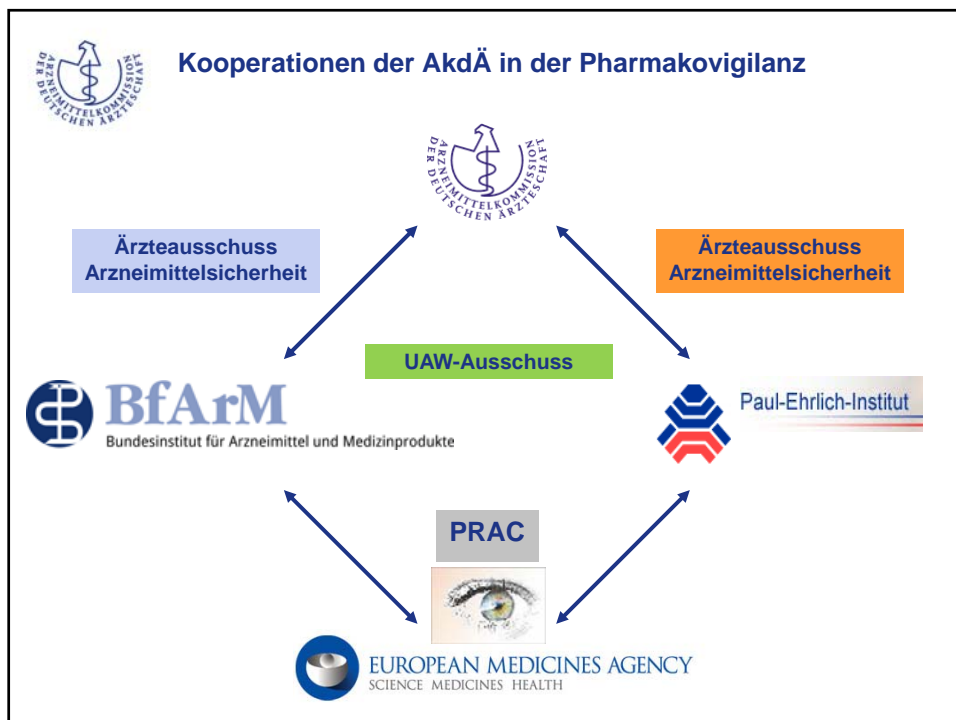 ARZNEIMITTELKOMMISSION
DER DEUTSCHEN ÄRZTESCHAFT
Kooperationen der AkdÄ in der Pharmakovigilanz
ARZNEIMITTELKOMMISSION
DER DEUTSCHEN ÄRZTESCHAFT
Ärzteausschuss
Arzneimittelsicherheit
Ärzteausschuss
Arzneimittelsicherheit
UAW-Ausschuss
BfArM
Bundesinstitut für Arzneimittel und Medizinprodukte
Paul-Ehrlich-Institut
PRAC
EUROPEAN MEDICINES AGENCY
SCIENCE MEDICINES HEALTH